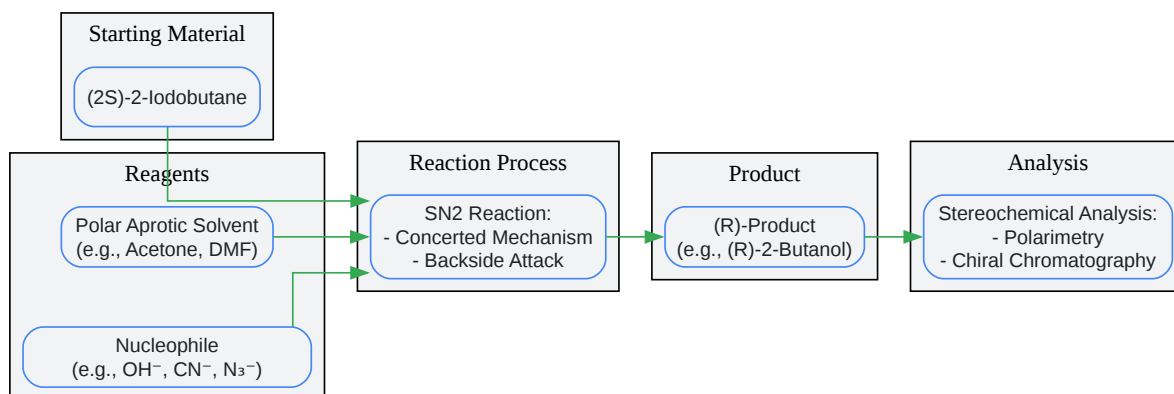 Starting Material
(2S)-2-Iodobutane
Reagents
Polar Aprotic Solvent
(e.g., Acetone, DMF)
Nucleophile
(e.g., OH⁻, CN⁻, N₃⁻)
Reaction Process
SN2 Reaction:
- Concerted Mechanism
- Backside Attack
Product
(R)-Product
(e.g., (R)-2-Butanol)
Analysis
Stereochemical Analysis:
- Polarimetry
- Chiral Chromatography